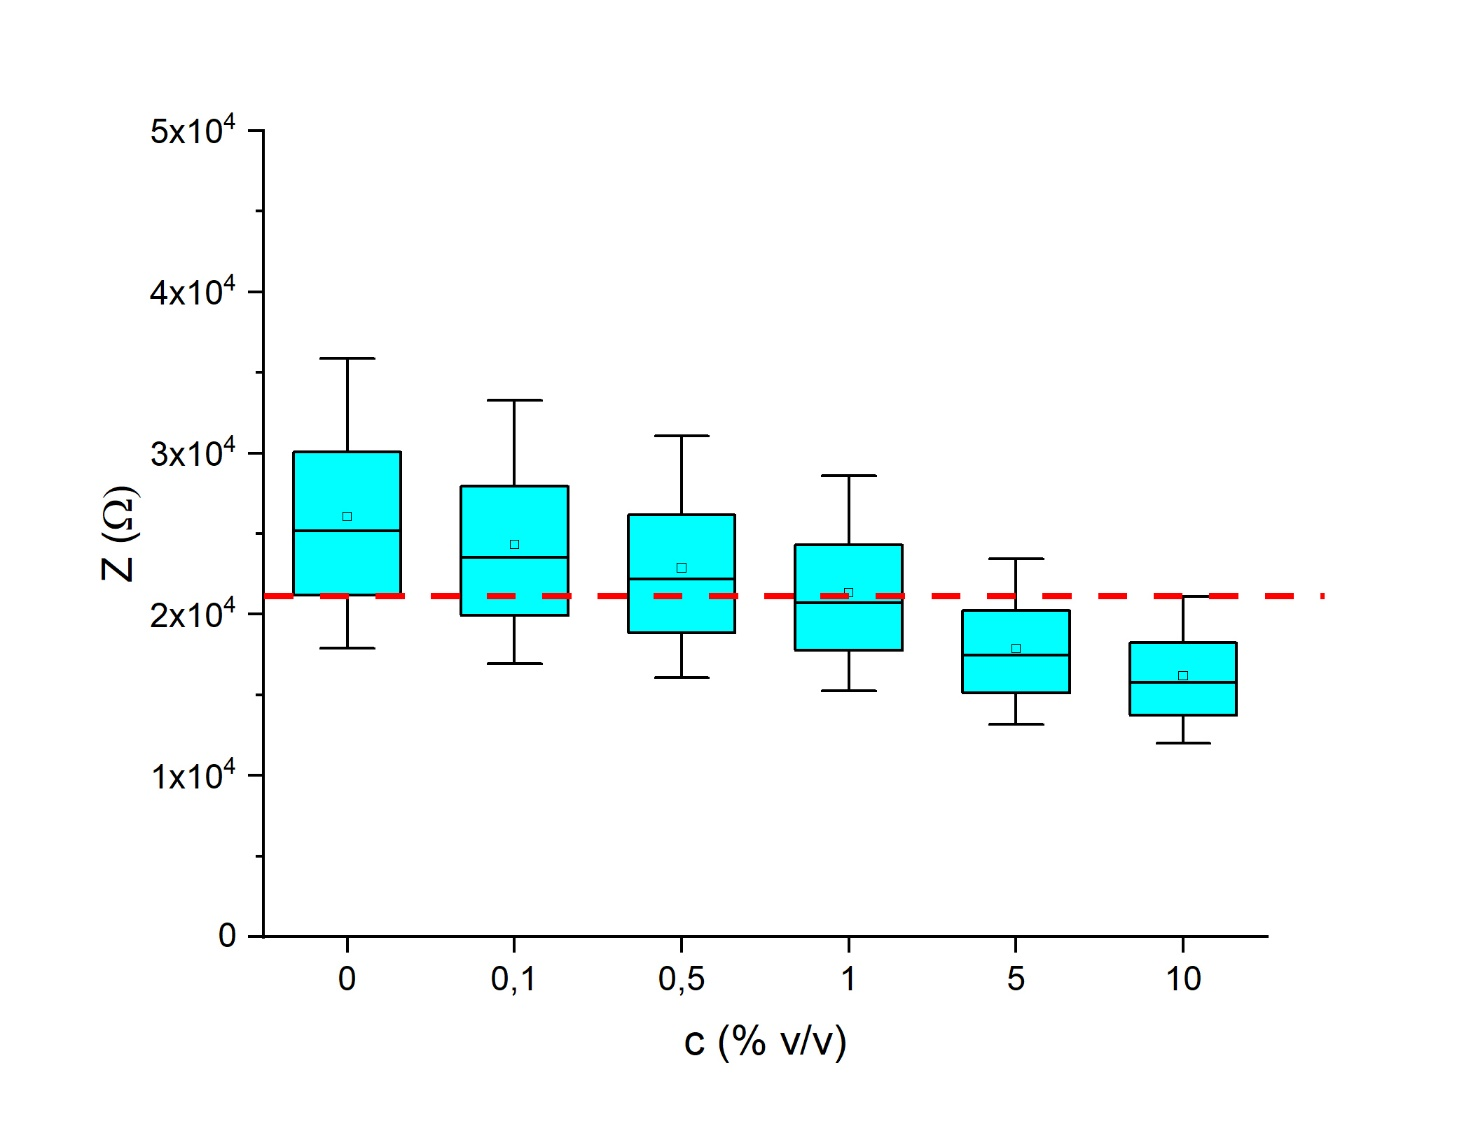 5x10⁴
4x10⁴
3x10⁴
2x10⁴
1x10⁴
0
Z (Ω)
0 0,1 0,5 1 5 10
c (% v/v)